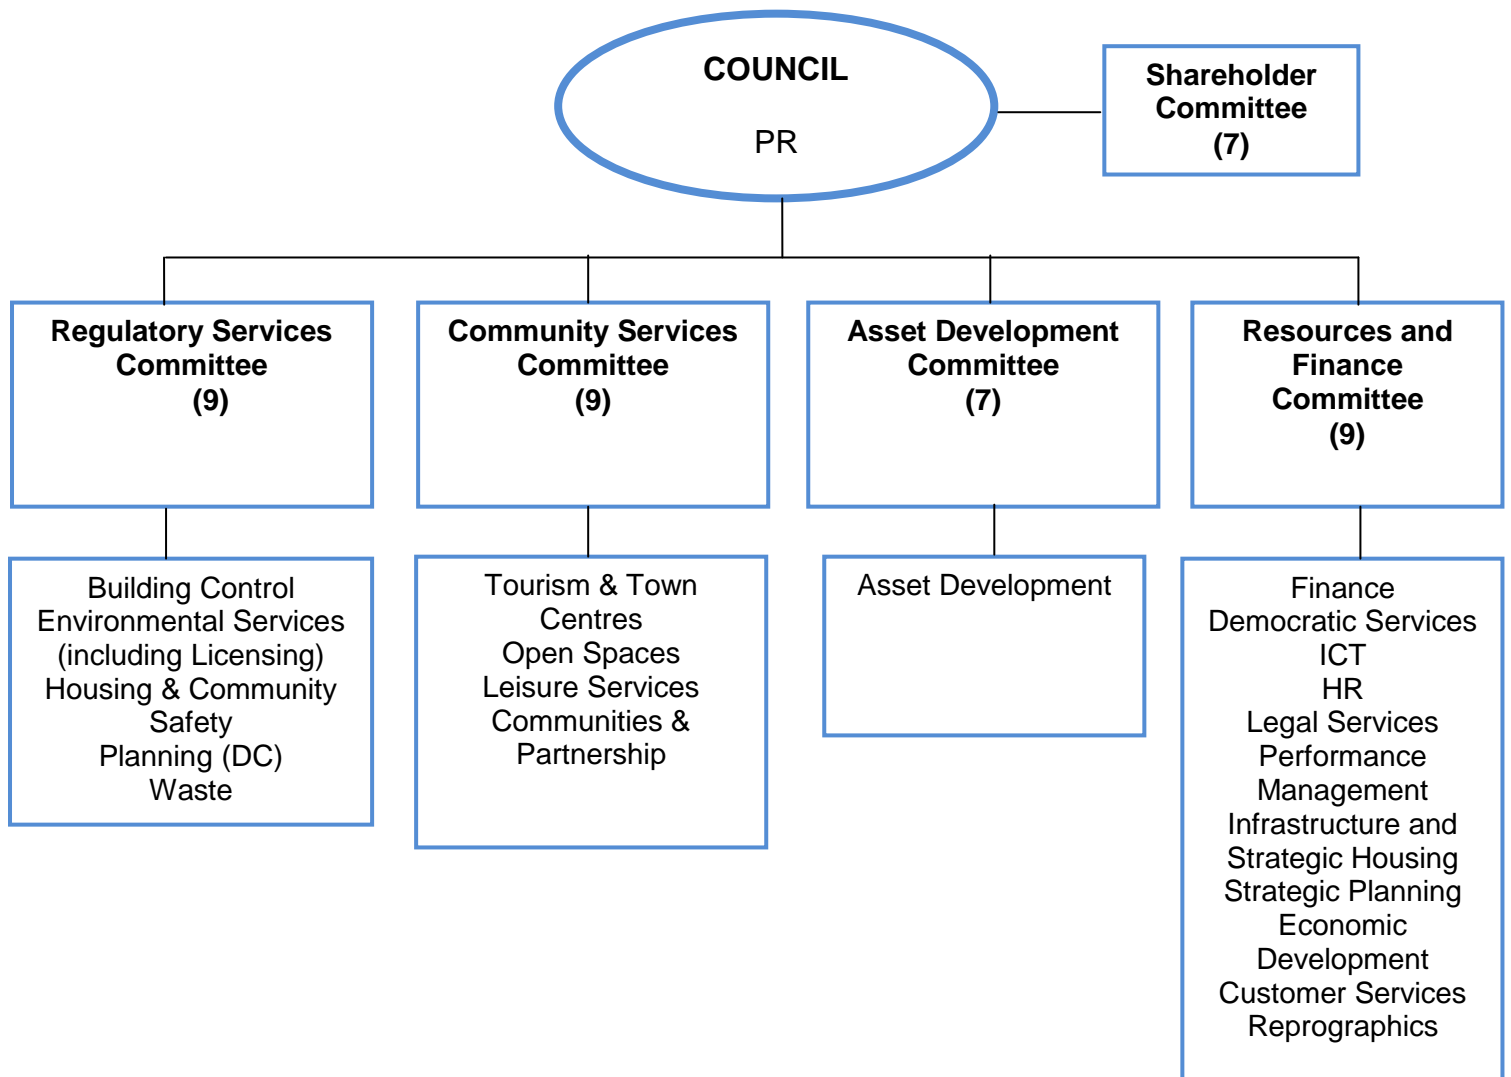 COUNCIL
PR
Shareholder
Committee
(7)
Regulatory Services
Committee
(9)
Community Services
Committee
(9)
Asset Development
Committee
(7)
Resources and
Finance
Committee
(9)
Building Control
Environmental Services
(including Licensing)
Housing & Community
Safety
Planning (DC)
Waste
Tourism & Town
Centres
Open Spaces
Leisure Services
Communities &
Partnership
Asset Development
Finance
Democratic Services
ICT
HR
Legal Services
Performance
Management
Infrastructure and
Strategic Housing
Strategic Planning
Economic
Development
Customer Services
Reprographics